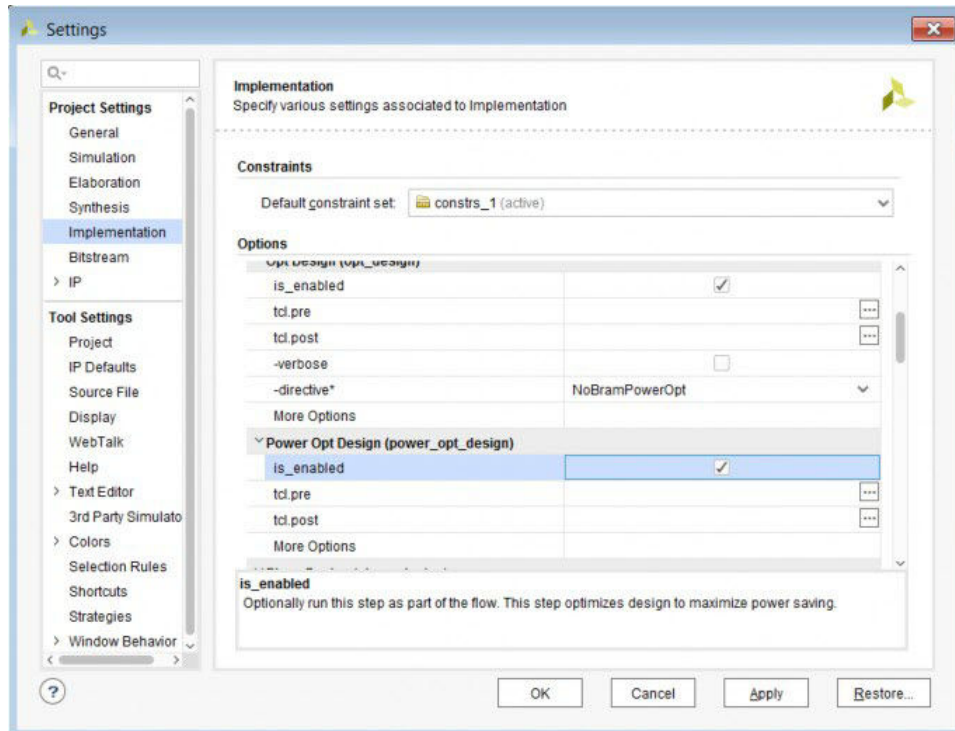 Settings
Project Settings
General
Simulation
Elaboration
Synthesis
Implementation
Bitstream
IP
Tool Settings
Project
IP Defaults
Source File
Display
WebTalk
Help
Text Editor
3rd Party Simulato
Colors
Selection Rules
Shortcuts
Strategies
Window Behavior
Implementation
Specify various settings associated to Implementation
Constraints
Default constraint set: constrs_1 (active)
Options
Opt Design (opt_design)
is_enabled
tcl.pre
tcl.post
-verbose
-directive* NoBramPowerOpt
More Options
Power Opt Design (power_opt_design)
is_enabled
tcl.pre
tcl.post
More Options
is_enabled
Optionally run this step as part of the flow. This step optimizes design to maximize power saving.
? OK Cancel Apply Restore...